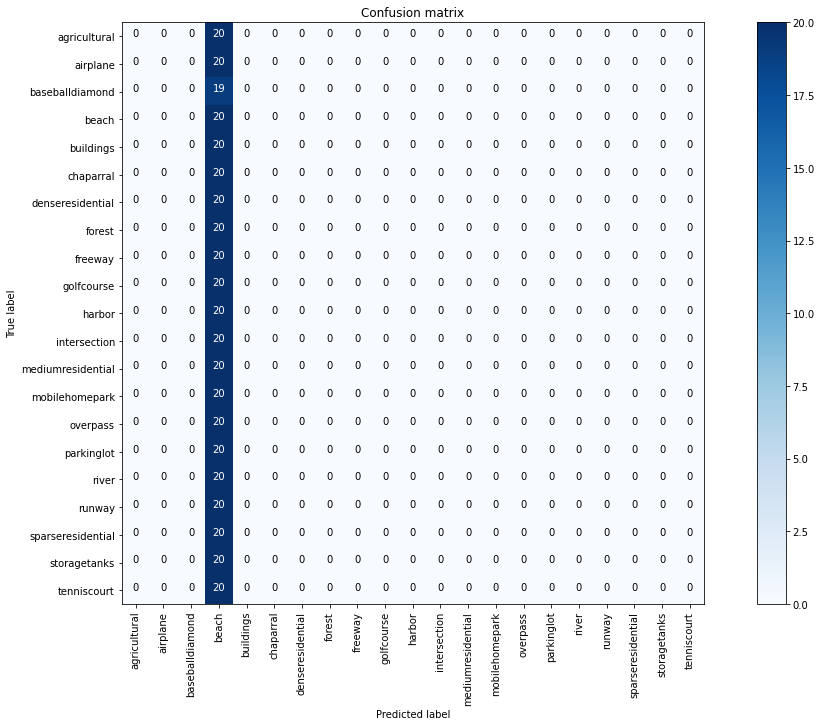 Confusion matrix
agricultural 0 0 0 20 0 0 0 0 0 0 0 0 0 0 0 0 0 0 0 0 0
airplane 0 0 0 20 0 0 0 0 0 0 0 0 0 0 0 0 0 0 0 0 0
baseballdiamond 0 0 0 19 0 0 0 0 0 0 0 0 0 0 0 0 0 0 0 0 0
beach 0 0 0 20 0 0 0 0 0 0 0 0 0 0 0 0 0 0 0 0 0
buildings 0 0 0 20 0 0 0 0 0 0 0 0 0 0 0 0 0 0 0 0 0
chaparral 0 0 0 20 0 0 0 0 0 0 0 0 0 0 0 0 0 0 0 0 0
denseresidential 0 0 0 20 0 0 0 0 0 0 0 0 0 0 0 0 0 0 0 0 0
forest 0 0 0 20 0 0 0 0 0 0 0 0 0 0 0 0 0 0 0 0 0
freeway 0 0 0 20 0 0 0 0 0 0 0 0 0 0 0 0 0 0 0 0 0
golfcourse 0 0 0 20 0 0 0 0 0 0 0 0 0 0 0 0 0 0 0 0 0
harbor 0 0 0 20 0 0 0 0 0 0 0 0 0 0 0 0 0 0 0 0 0
intersection 0 0 0 20 0 0 0 0 0 0 0 0 0 0 0 0 0 0 0 0 0
mediumresidential 0 0 0 20 0 0 0 0 0 0 0 0 0 0 0 0 0 0 0 0 0
mobilehomepark 0 0 0 20 0 0 0 0 0 0 0 0 0 0 0 0 0 0 0 0 0
overpass 0 0 0 20 0 0 0 0 0 0 0 0 0 0 0 0 0 0 0 0 0
parkinglot 0 0 0 20 0 0 0 0 0 0 0 0 0 0 0 0 0 0 0 0 0
river 0 0 0 20 0 0 0 0 0 0 0 0 0 0 0 0 0 0 0 0 0
runway 0 0 0 20 0 0 0 0 0 0 0 0 0 0 0 0 0 0 0 0 0
sparseresidential 0 0 0 20 0 0 0 0 0 0 0 0 0 0 0 0 0 0 0 0 0
storagetanks 0 0 0 20 0 0 0 0 0 0 0 0 0 0 0 0 0 0 0 0 0
tenniscourt 0 0 0 20 0 0 0 0 0 0 0 0 0 0 0 0 0 0 0 0 0
True label
agricultural
airplane
baseballdiamond
beach
buildings
chaparral
denseresidential
forest
freeway
golfcourse
harbor
intersection
mediumresidential
mobilehomepark
overpass
parkinglot
river
runway
sparseresidential
storagetanks
tenniscourt
Predicted label
20.0
17.5
15.0
12.5
10.0
7.5
5.0
2.5
0.0